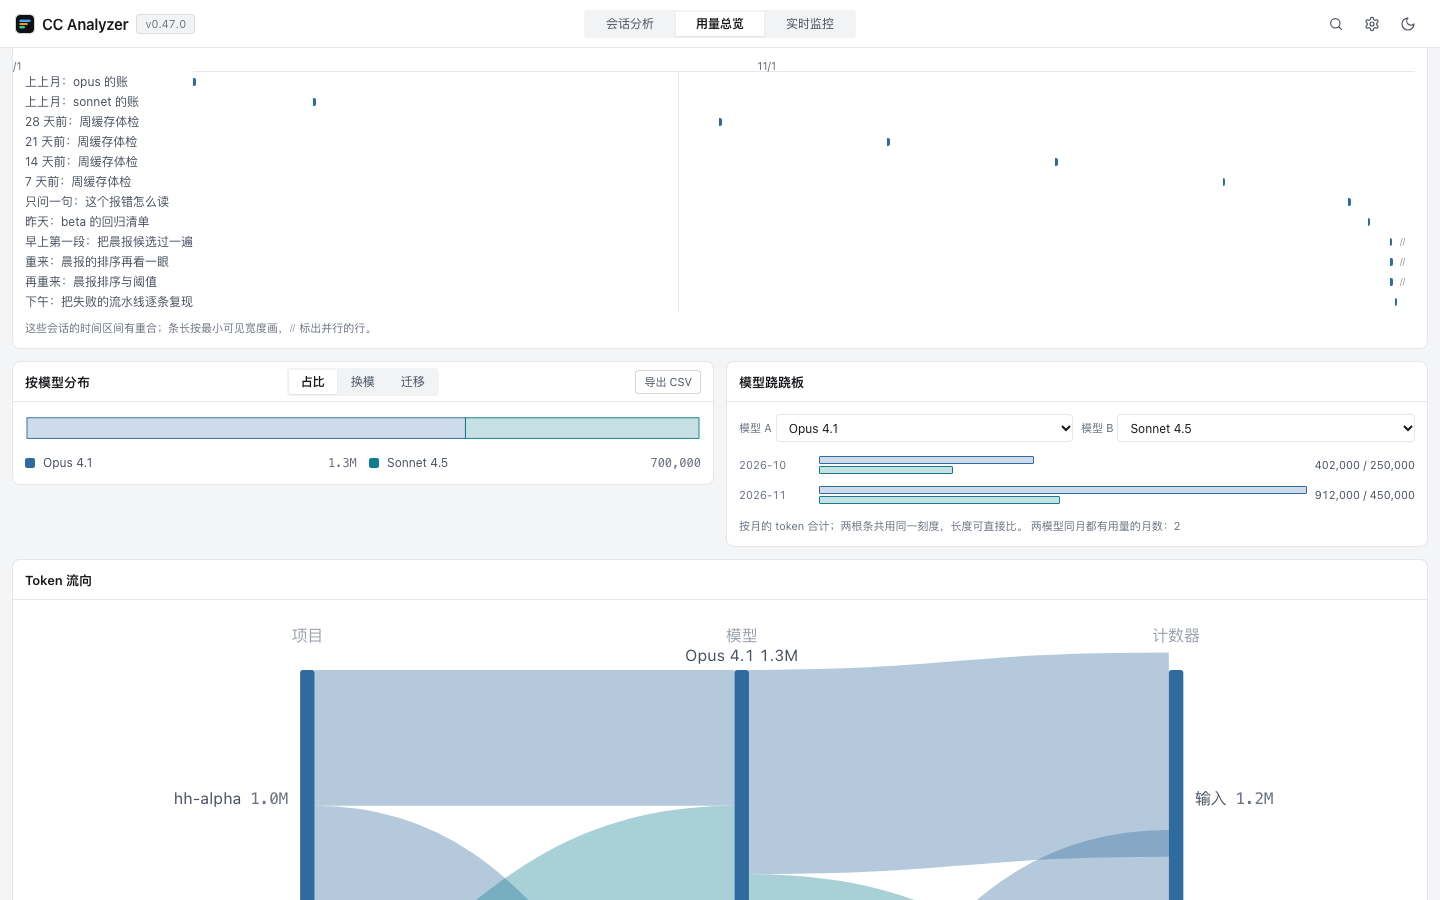 CC Analyzer v0.47.0 会话分析 用量总览 实时监控
/1 11/1
上上月：opus 的账
上上月：sonnet 的账
28 天前：周缓存体检
21 天前：周缓存体检
14 天前：周缓存体检
7 天前：周缓存体检
只问一句：这个报错怎么读
昨天：beta 的回归清单
早上第一段：把晨报候选过一遍 //
重来：晨报的排序再看一眼 //
再重来：晨报排序与阈值 //
下午：把失败的流水线逐条复现
这些会话的时间区间有重合；条长按最小可见宽度画，// 标出并行的行。
按模型分布 占比 换模 迁移 导出 CSV
Opus 4.1 1.3M Sonnet 4.5 700,000
模型跷跷板
模型 A Opus 4.1 模型 B Sonnet 4.5
2026-10 402,000 / 250,000
2026-11 912,000 / 450,000
按月的 token 合计；两根条共用同一刻度，长度可直接比。 两模型同月都有用量的月数：2
Token 流向
项目 模型 计数器
Opus 4.1 1.3M
hh-alpha 1.0M 输入 1.2M